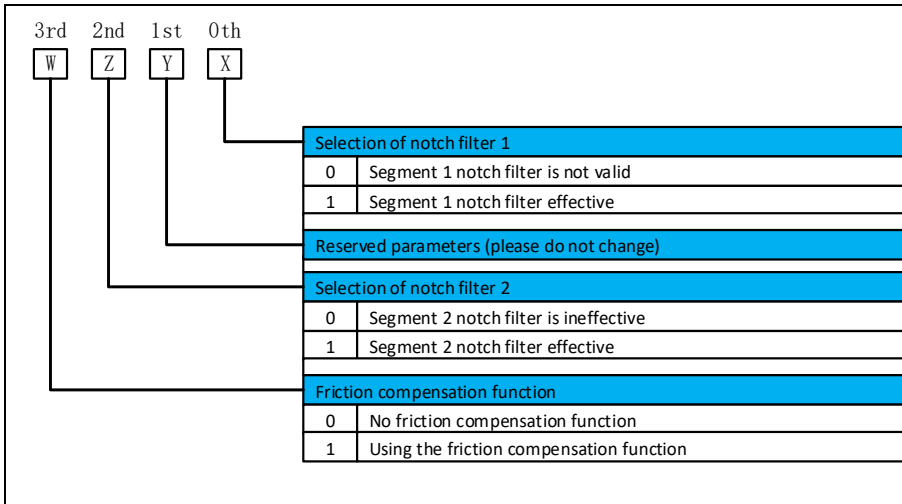 3rd 2nd 1st 0th
W Z Y X
Selection of notch filter 1
0 Segment 1 notch filter is not valid
1 Segment 1 notch filter effective
Reserved parameters (please do not change)
Selection of notch filter 2
0 Segment 2 notch filter is ineffective
1 Segment 2 notch filter effective
Friction compensation function
0 No friction compensation function
1 Using the friction compensation function